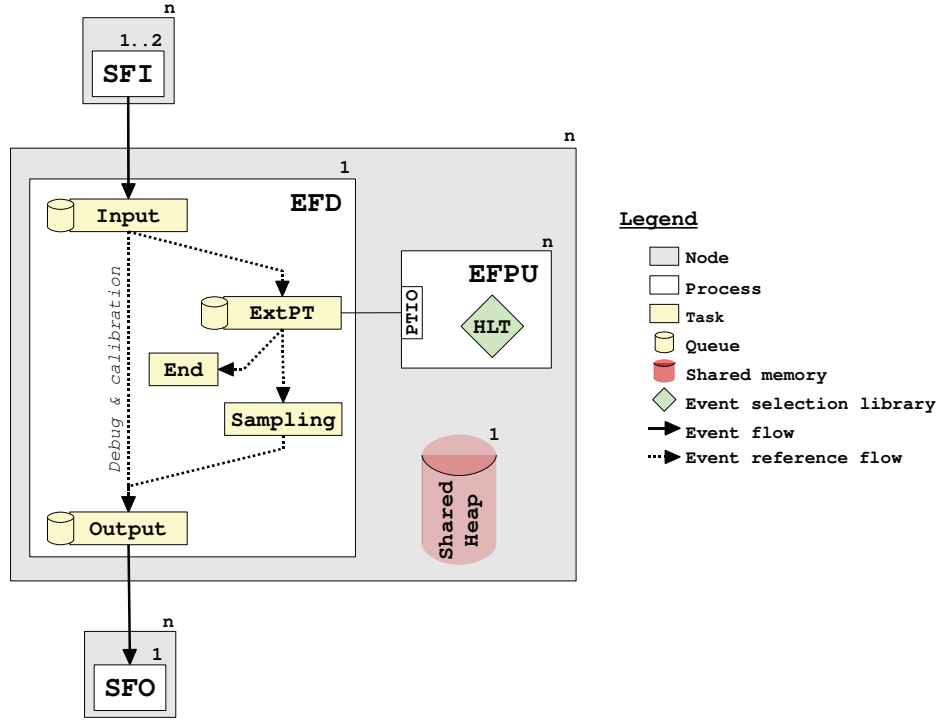 n
1..2
SFI
n
1
EFD
Input
n
EFPU
Debug & calibration
ExtPT
PTIO
HLT
End
Sampling
1
Shared
Heap
Output
n
1
SFO
Legend
Node
Process
Task
Queue
Shared memory
Event selection library
Event flow
Event reference flow